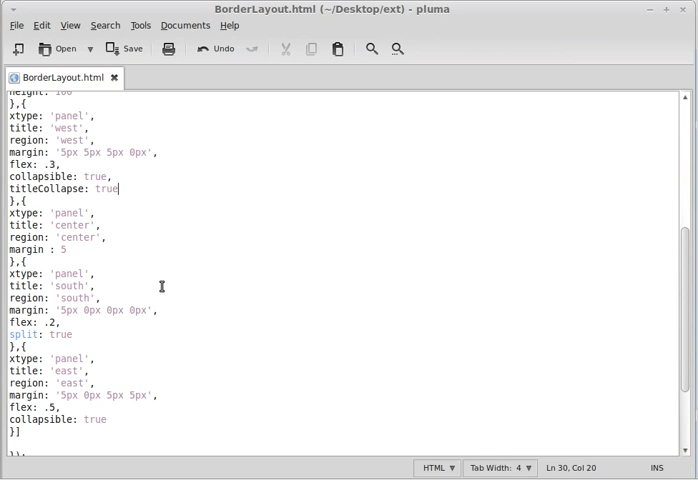 BorderLayout.html (~/Desktop/ext) - pluma
File Edit View Search Tools Documents Help
Open Save Undo
BorderLayout.html
height: 100
},{
xtype: 'panel',
title: 'west',
region: 'west',
margin: '5px 5px 5px 0px',
flex: .3,
collapsible: true,
titleCollapse: true
},{
xtype: 'panel',
title: 'center',
region: 'center',
margin : 5
},{
xtype: 'panel',
title: 'south',
region: 'south',
margin: '5px 0px 0px 0px',
flex: .2,
split: true
},{
xtype: 'panel',
title: 'east',
region: 'east',
margin: '5px 0px 5px 5px',
flex: .5,
collapsible: true
}]
});
HTML Tab Width: 4 Ln 30, Col 20 INS